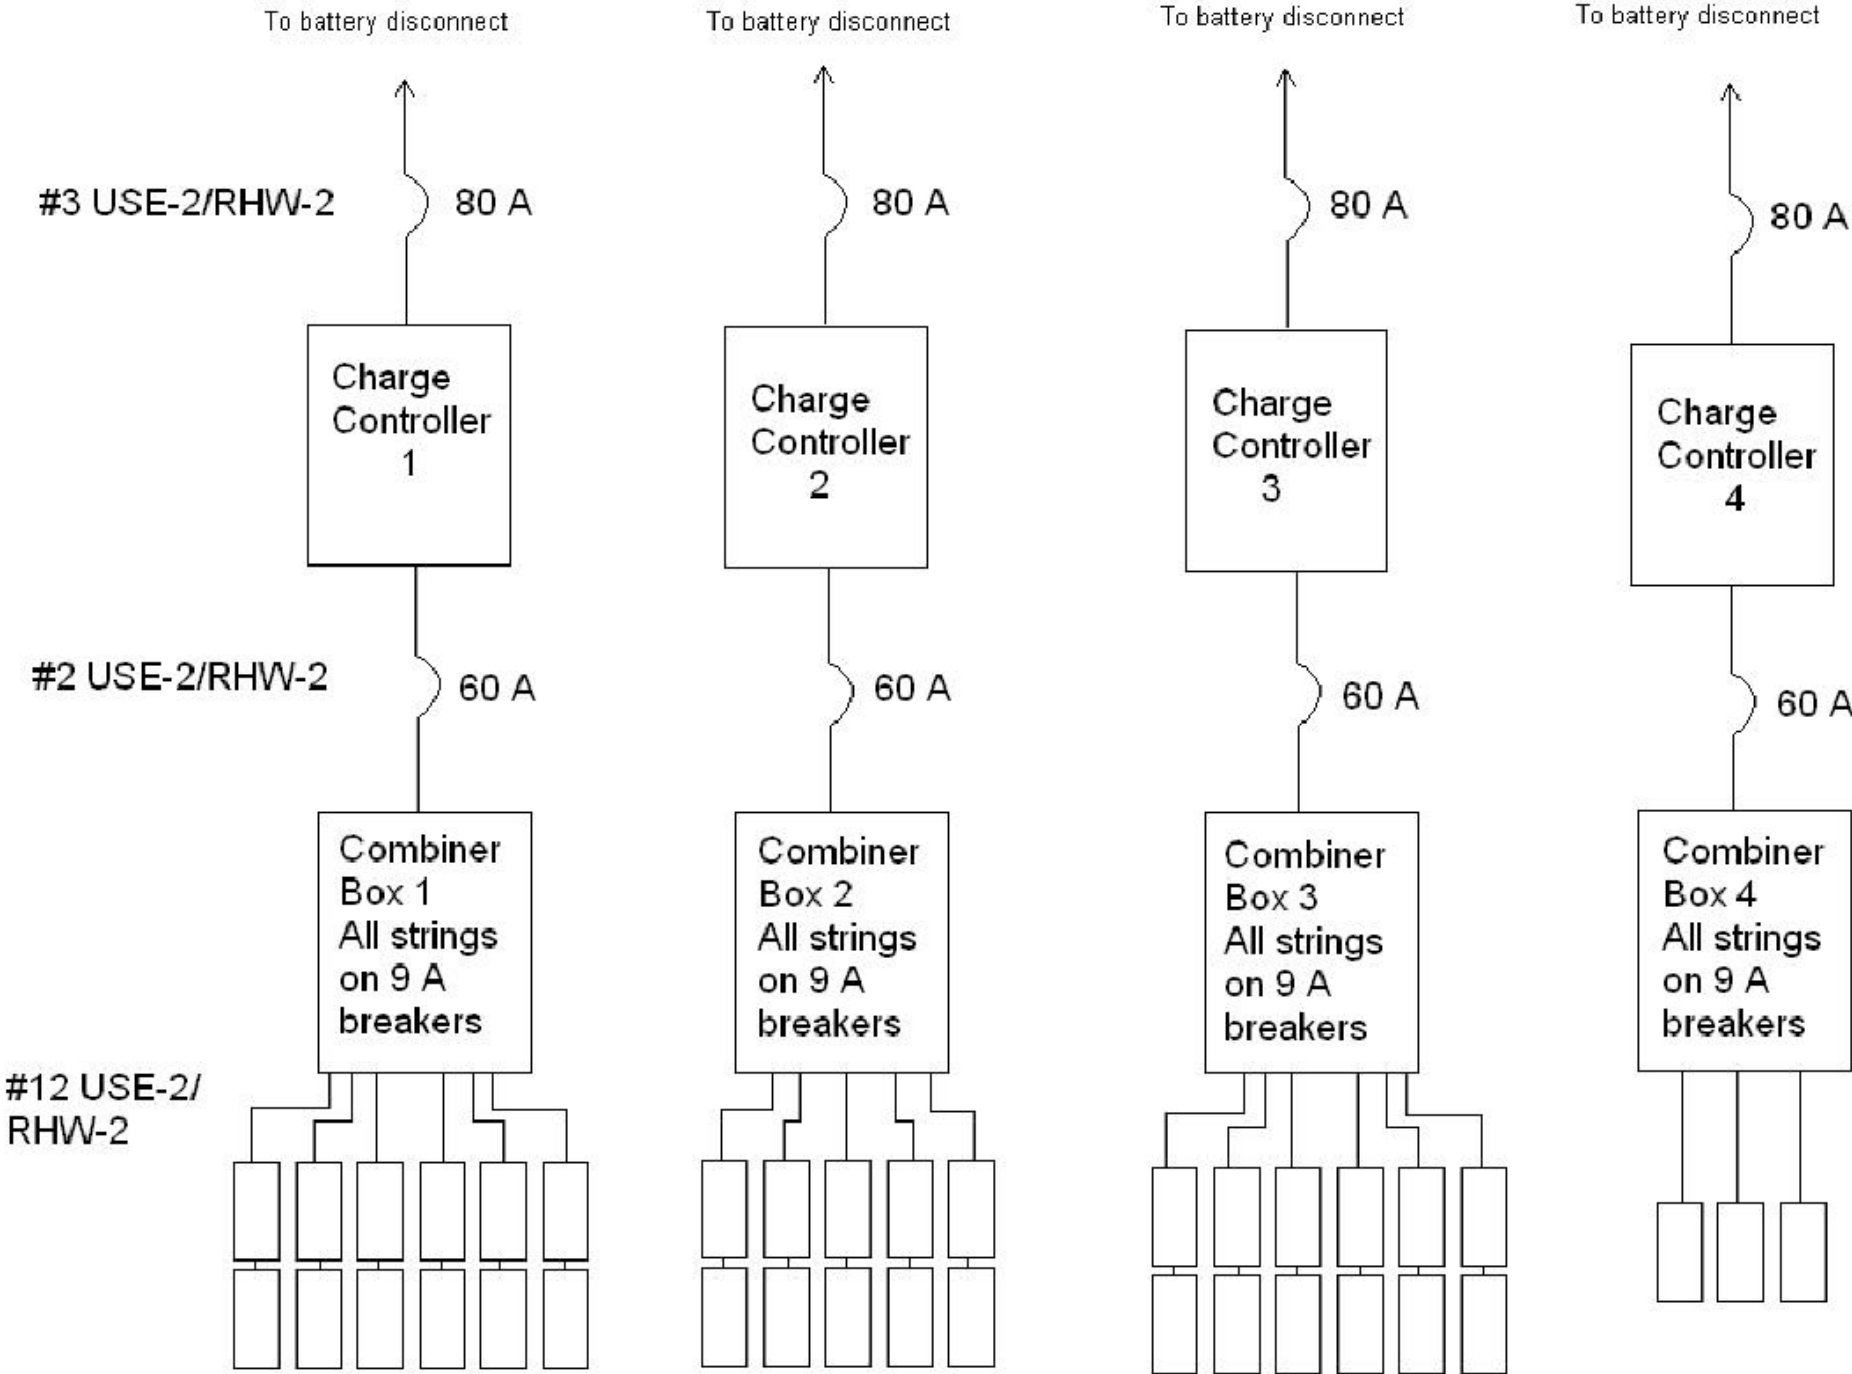 To battery disconnect
To battery disconnect
To battery disconnect
To battery disconnect
#3 USE-2/RHW-2
80 A
80 A
80 A
80 A
Charge
Controller
1
Charge
Controller
2
Charge
Controller
3
Charge
Controller
4
#2 USE-2/RHW-2
60 A
60 A
60 A
60 A
Combiner
Box 1
All strings
on 9 A
breakers
Combiner
Box 2
All strings
on 9 A
breakers
Combiner
Box 3
All strings
on 9 A
breakers
Combiner
Box 4
All strings
on 9 A
breakers
#12 USE-2/
RHW-2